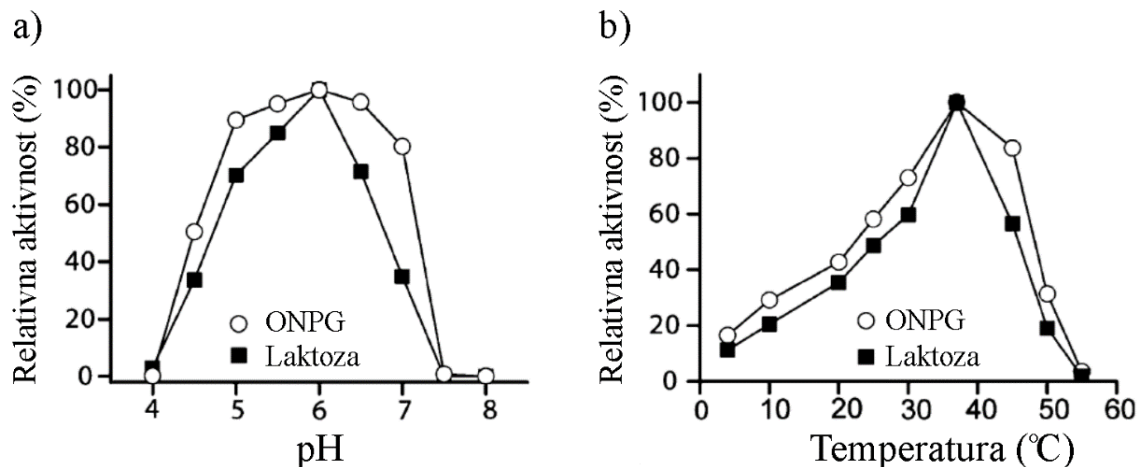 a)
Relativna aktivnost (%)
100
80
60
40
20
0
ONPG
Laktoza
4 5 6 7 8
pH
b)
Relativna aktivnost (%)
100
80
60
40
20
0
ONPG
Laktoza
0 10 20 30 40 50 60
Temperatura (℃)